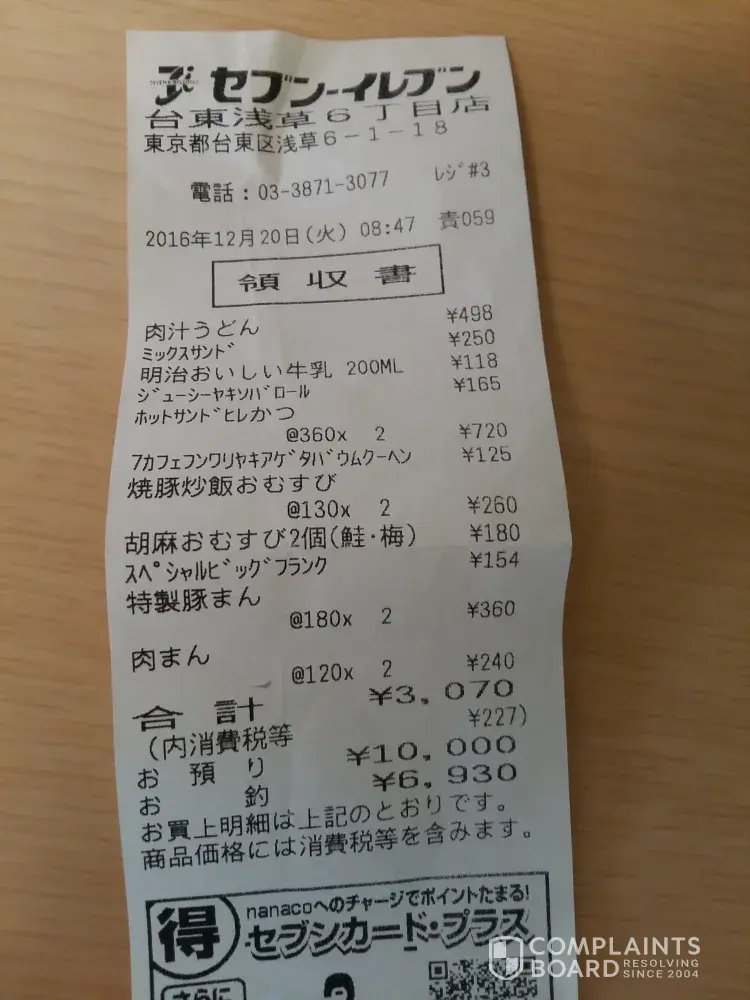 セブン-イレブン
台東浅草6丁目店
東京都台東区浅草6-1-18
電話:03-3871-3077 レジ#3
2016年12月20日(火) 08:47 責059
領収書
肉汁うどん ¥498
ミックスサンド ¥250
明治おいしい牛乳 200ML ¥118
ジューシーヤキソバロール ¥165
ホットサンドヒレかつ
@360x 2 ¥720
7カフェフンワリヤキアゲタバウムクーヘン ¥125
焼豚炒飯おむすび
@130x 2 ¥260
胡麻おむすび2個(鮭・梅) ¥180
スペシャルビッグフランク ¥154
特製豚まん
@180x 2 ¥360
肉まん
@120x 2 ¥240
合計 ¥3,070
(内消費税等 ¥227)
お預り ¥10,000
お釣 ¥6,930
お買上明細は上記のとおりです。
商品価格には消費税等を含みます。
得
nanacoへのチャージでポイントたまる!
セブンカード・プラス
さらに
COMPLAINTS
BOARD RESOLVING SINCE 2004